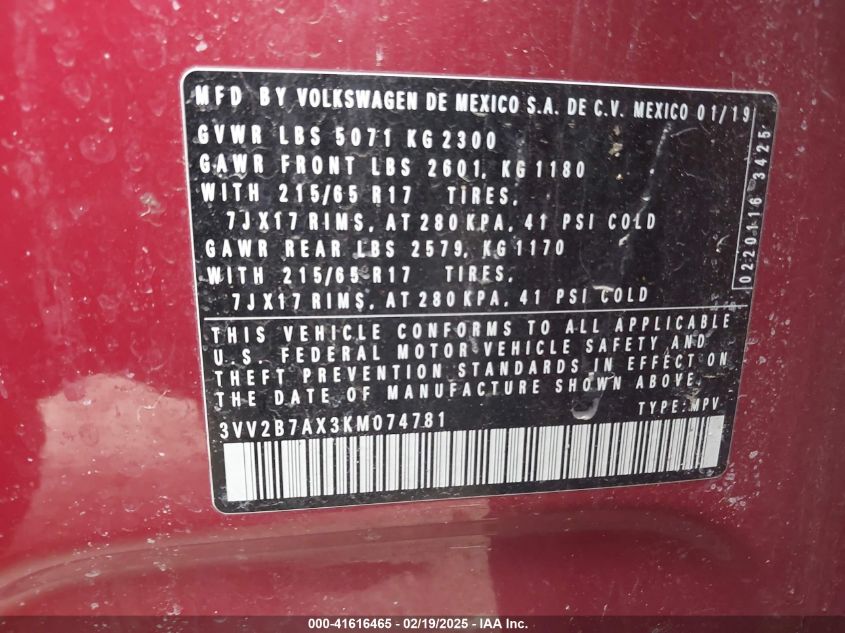 MFD BY VOLKSWAGEN DE MEXICO S.A. DE C.V. MEXICO 01/19
GVWR LBS 5071 KG 2300
GAWR FRONT LBS 2601, KG 1180
WITH 215/65 R17 TIRES,
7JX17 RIMS, AT 280 KPA, 41 PSI COLD
GAWR REAR LBS 2579, KG 1170
WITH 215/65 R17 TIRES,
7JX17 RIMS, AT 280 KPA, 41 PSI COLD
0220116 3425
THIS VEHICLE CONFORMS TO ALL APPLICABLE
U.S. FEDERAL MOTOR VEHICLE SAFETY AND
THEFT PREVENTION STANDARDS IN EFFECT ON
THE DATE OF MANUFACTURE SHOWN ABOVE.
TYPE: MPV
3VV2B7AX3KM074781
000-41616465 - 02/19/2025 - IAA, Inc.